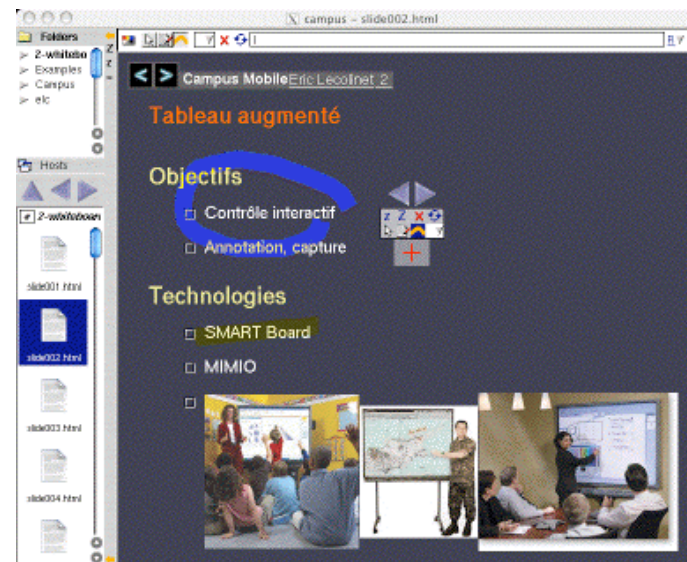 campus – slide002.html
Folders
2-whitebo
Examples
Campus
elc
Hosts
2-whiteboar
slide001.html
slide002.html
slide003.html
slide004.html
Campus Mobile Eric Lecolinet 2
Tableau augmenté
Objectifs
Contrôle interactif
Annotation, capture
z Z X
Technologies
SMART Board
MIMIO